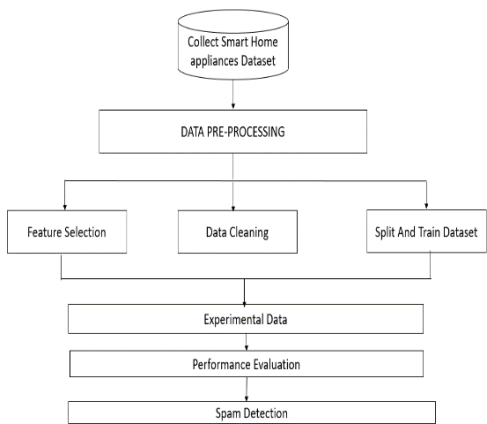 Collect Smart Home
appliances Dataset
DATA PRE-PROCESSING
Feature Selection
Data Cleaning
Split And Train Dataset
Experimental Data
Performance Evaluation
Spam Detection